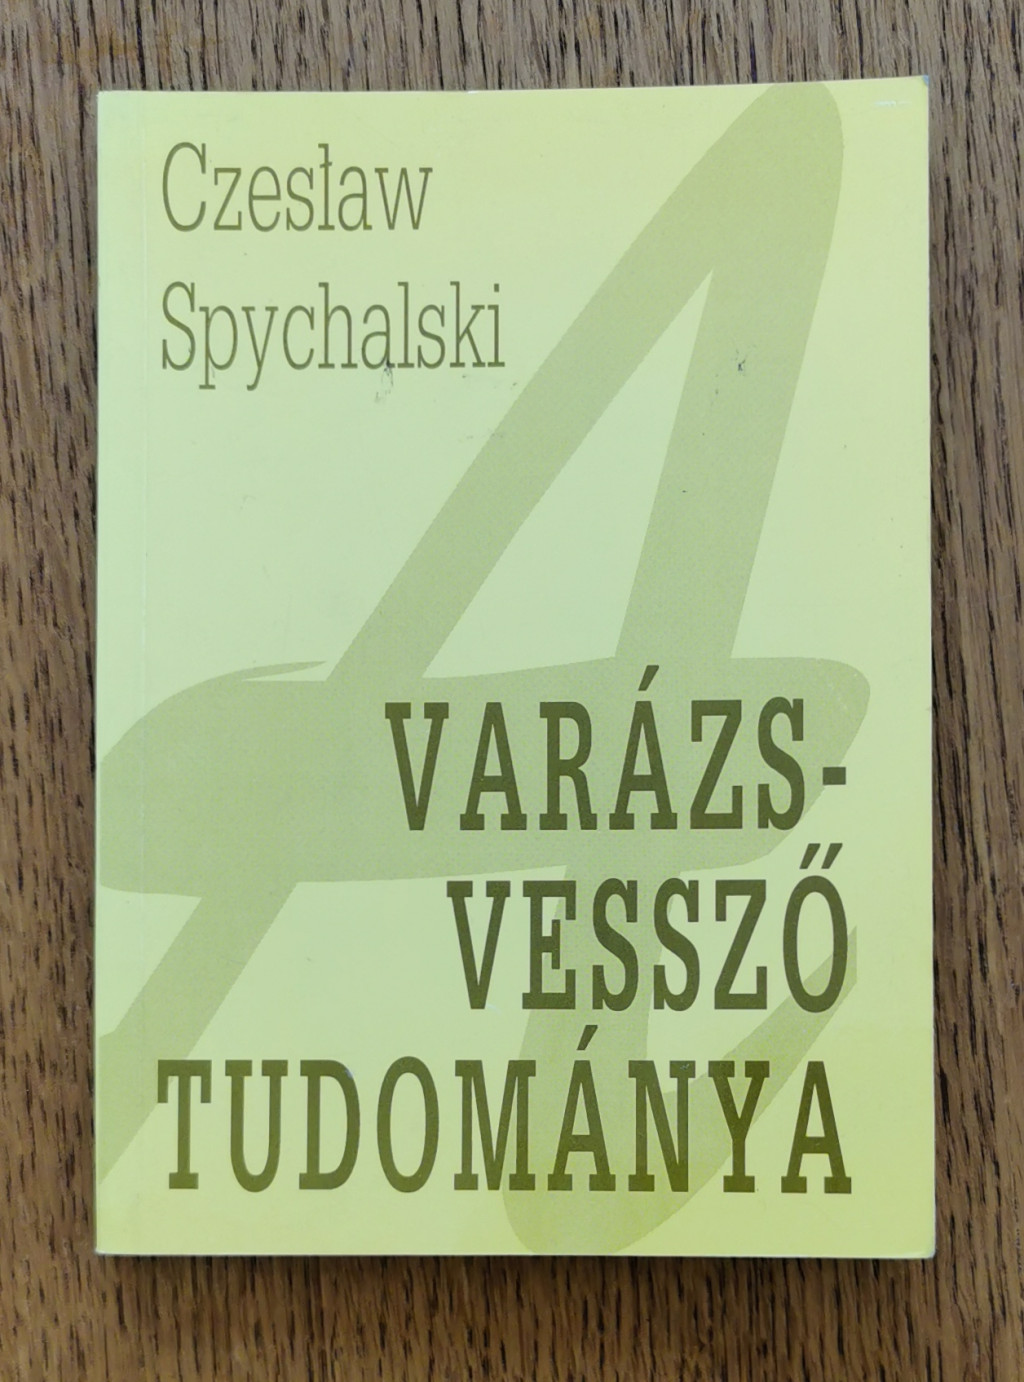 Czesław
Spychalski
A
VARÁZS-
VESSZŐ
TUDOMÁNYA